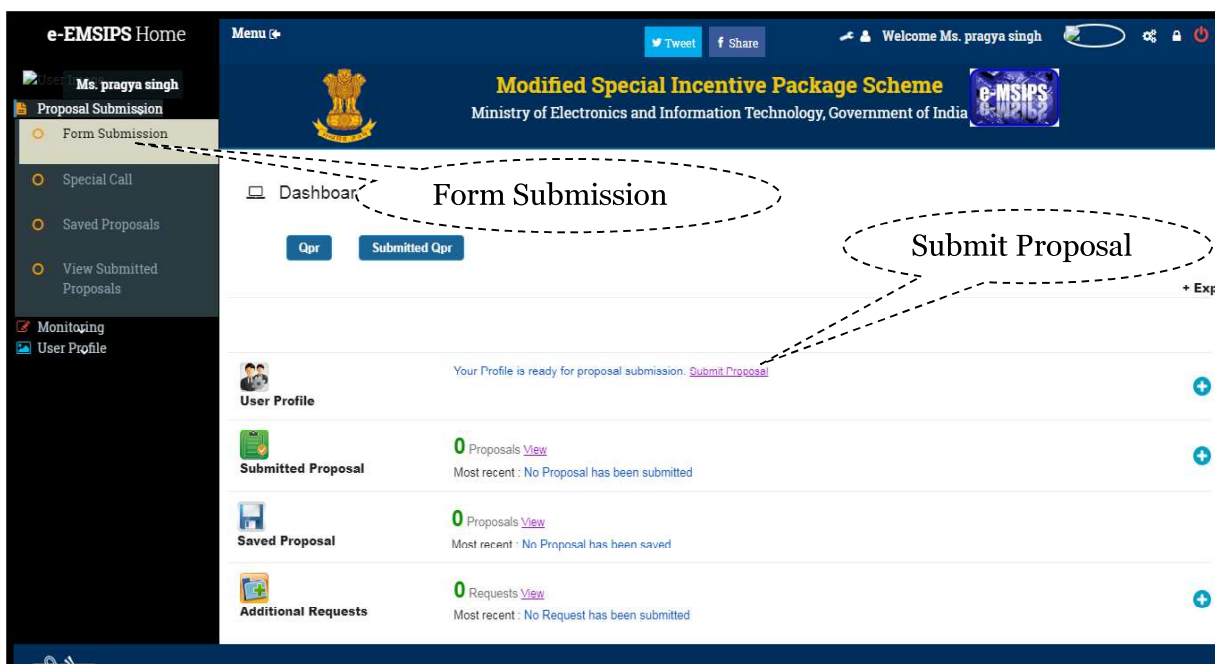 e-EMSIPS Home
Menu
Tweet
Share
Welcome Ms. pragya singh
Ms. pragya singh
Proposal Submission
Form Submission
Special Call
Saved Proposals
View Submitted
Proposals
Monitoring
User Profile
Modified Special Incentive Package Scheme
Ministry of Electronics and Information Technology, Government of India
e-MSIPS
Dashboar
Form Submission
Qpr
Submitted Qpr
Submit Proposal
+ Exp
User Profile
Your Profile is ready for proposal submission. Submit Proposal
Submitted Proposal
0 Proposals View
Most recent : No Proposal has been submitted
Saved Proposal
0 Proposals View
Most recent : No Proposal has been saved
Additional Requests
0 Requests View
Most recent : No Request has been submitted